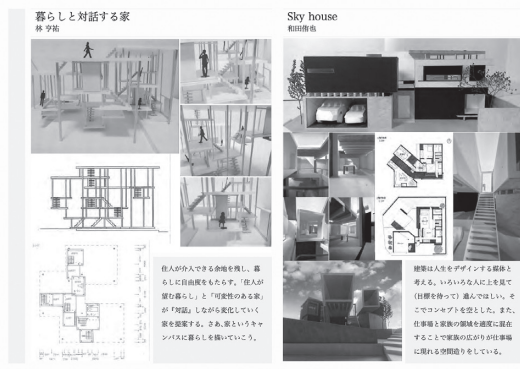 暮らしと対話する家
林 亨祐
住人が介入できる余地を残し、暮
らしに自由度をもたらす。「住人が
望む暮らし」と「可変性のある家」
が『対話』しながら変化していく
家を提案する。さあ、家というキャ
ンバスに暮らしを描いていこう。
Sky house
和田侑也
建築は人生をデザインする媒体と
考える。いろいろな人に上を見て
(目標を持って)進んでほしい。そ
こでコンセプトを空とした。また、
仕事場と家族の領域を適度に混在
することで家族の広がりが仕事場
に現れる空間造りをしている。